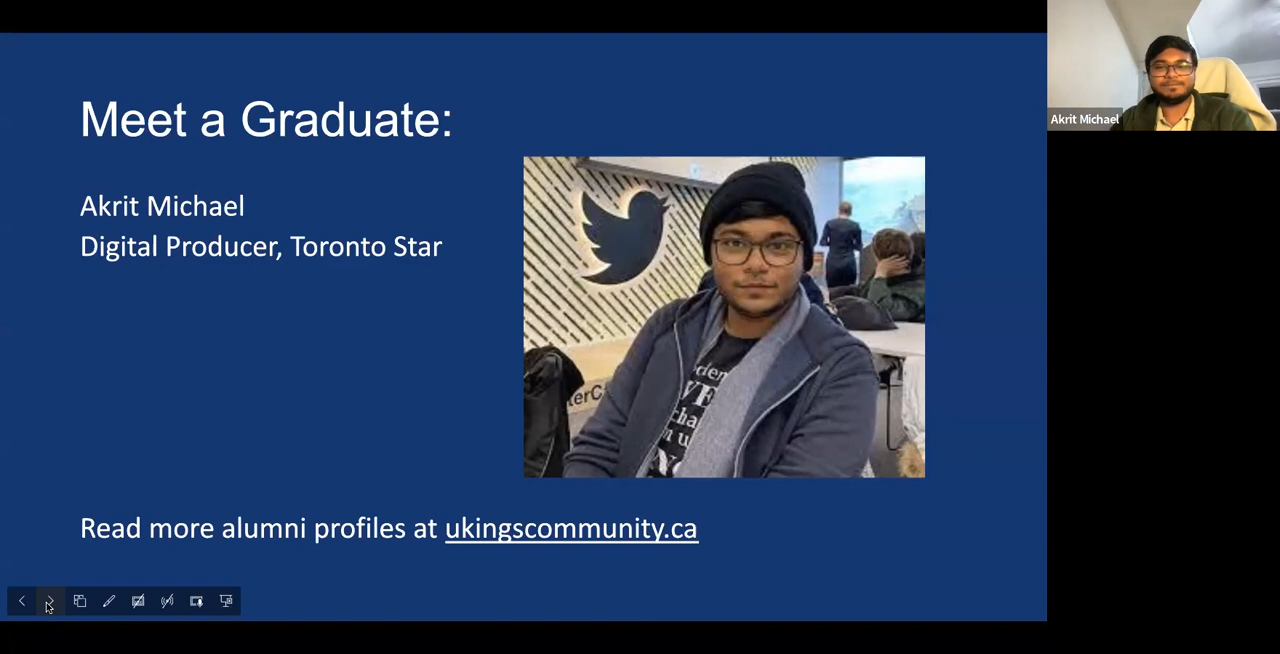 Meet a Graduate:
Akrit Michael
Digital Producer, Toronto Star
Read more alumni profiles at ukingscommunity.ca
Akrit Michael